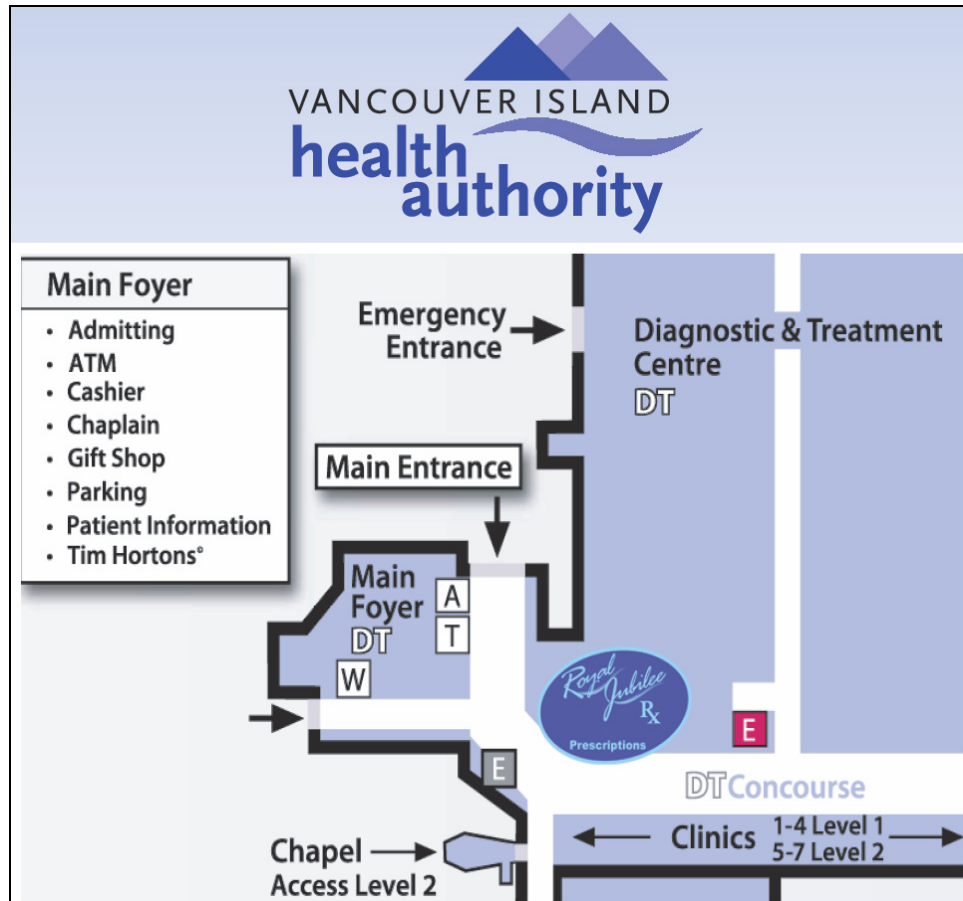 VANCOUVER ISLAND
health
authority
Main Foyer
• Admitting
• ATM
• Cashier
• Chaplain
• Gift Shop
• Parking
• Patient Information
• Tim Hortons©
Emergency
Entrance
Diagnostic & Treatment
Centre
DT
Main Entrance
Main
Foyer
DT
A
T
W
Royal
Jubilee
Rx
Prescriptions
E
E
DT Concourse
Clinics 1-4 Level 1
5-7 Level 2
Chapel
Access Level 2